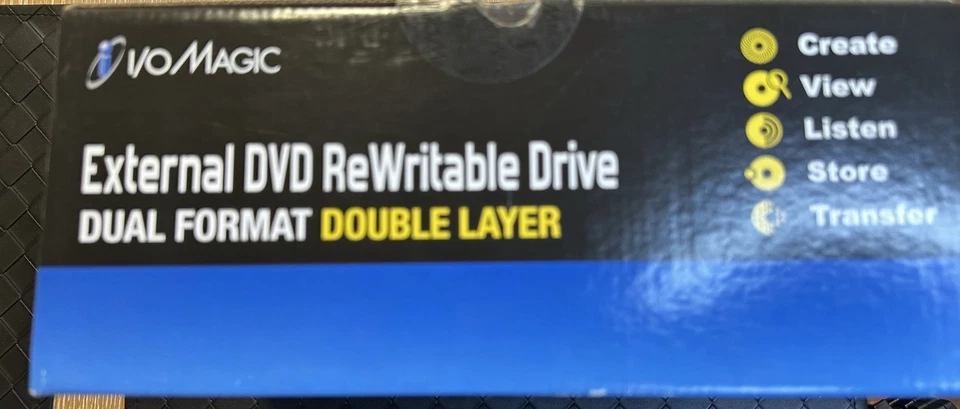 I/OMAGIC
External DVD ReWritable Drive
DUAL FORMAT DOUBLE LAYER
Create
View
Listen
Store
Transfer